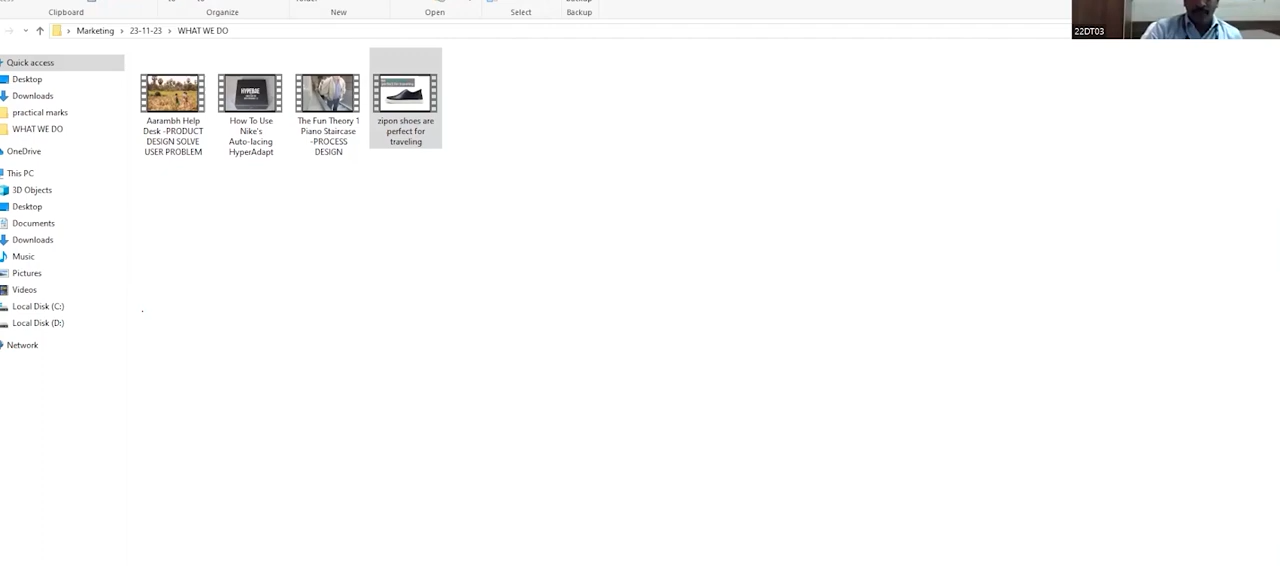 Clipboard
Organize
New
Open
Select
Backup
Marketing
23-11-23
WHAT WE DO
22DT03
Quick access
Desktop
Downloads
practical marks
WHAT WE DO
OneDrive
This PC
3D Objects
Desktop
Documents
Downloads
Music
Pictures
Videos
Local Disk (C:)
Local Disk (D:)
Network
Aarambh Help
Desk -PRODUCT
DESIGN SOLVE
USER PROBLEM
HYPERAE
How To Use
Nike's
Auto-lacing
HyperAdapt
The Fun Theory 1
Piano Staircase
-PROCESS
DESIGN
zipon shoes are
perfect for
traveling